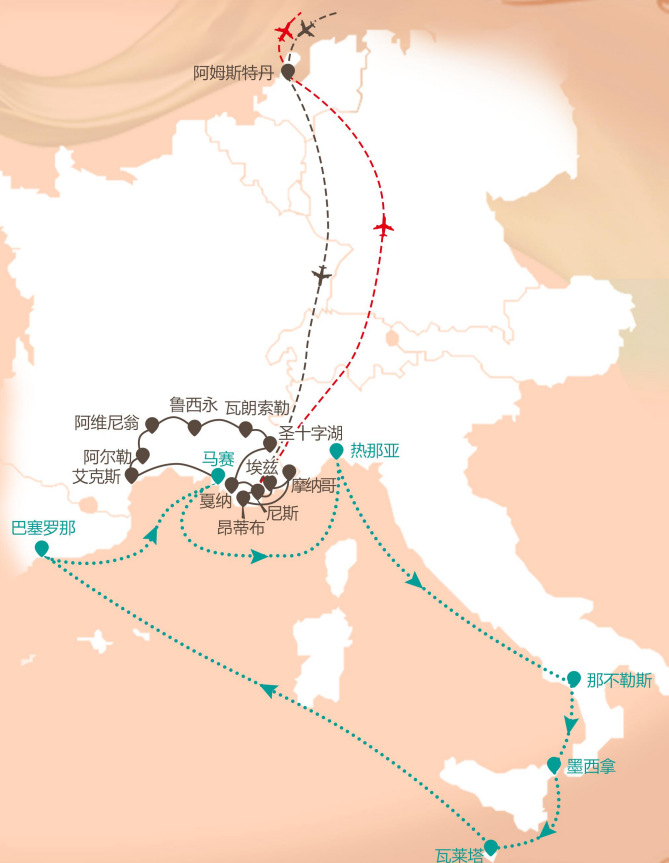 阿姆斯特丹
鲁西永
瓦朗索勒
阿维尼翁
圣十字湖
热那亚
阿尔勒
马赛
埃兹
艾克斯
摩纳哥
戛纳
尼斯
昂蒂布
巴塞罗那
那不勒斯
墨西拿
瓦莱塔